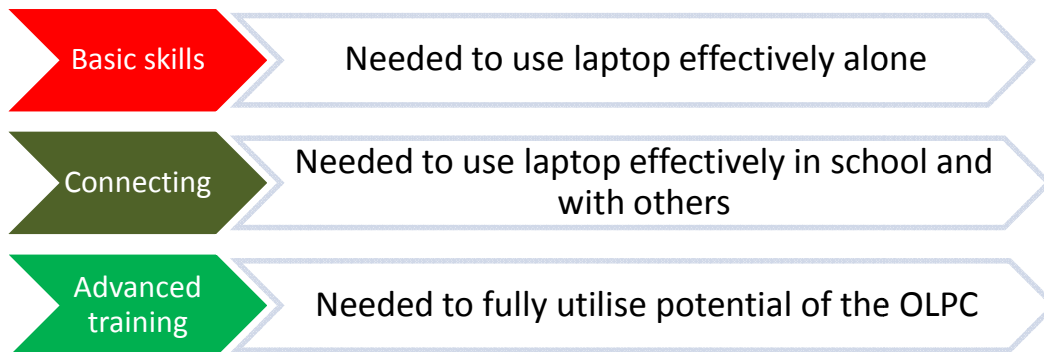 Basic skills
Needed to use laptop effectively alone
Connecting
Needed to use laptop effectively in school and
with others
Advanced
training
Needed to fully utilise potential of the OLPC